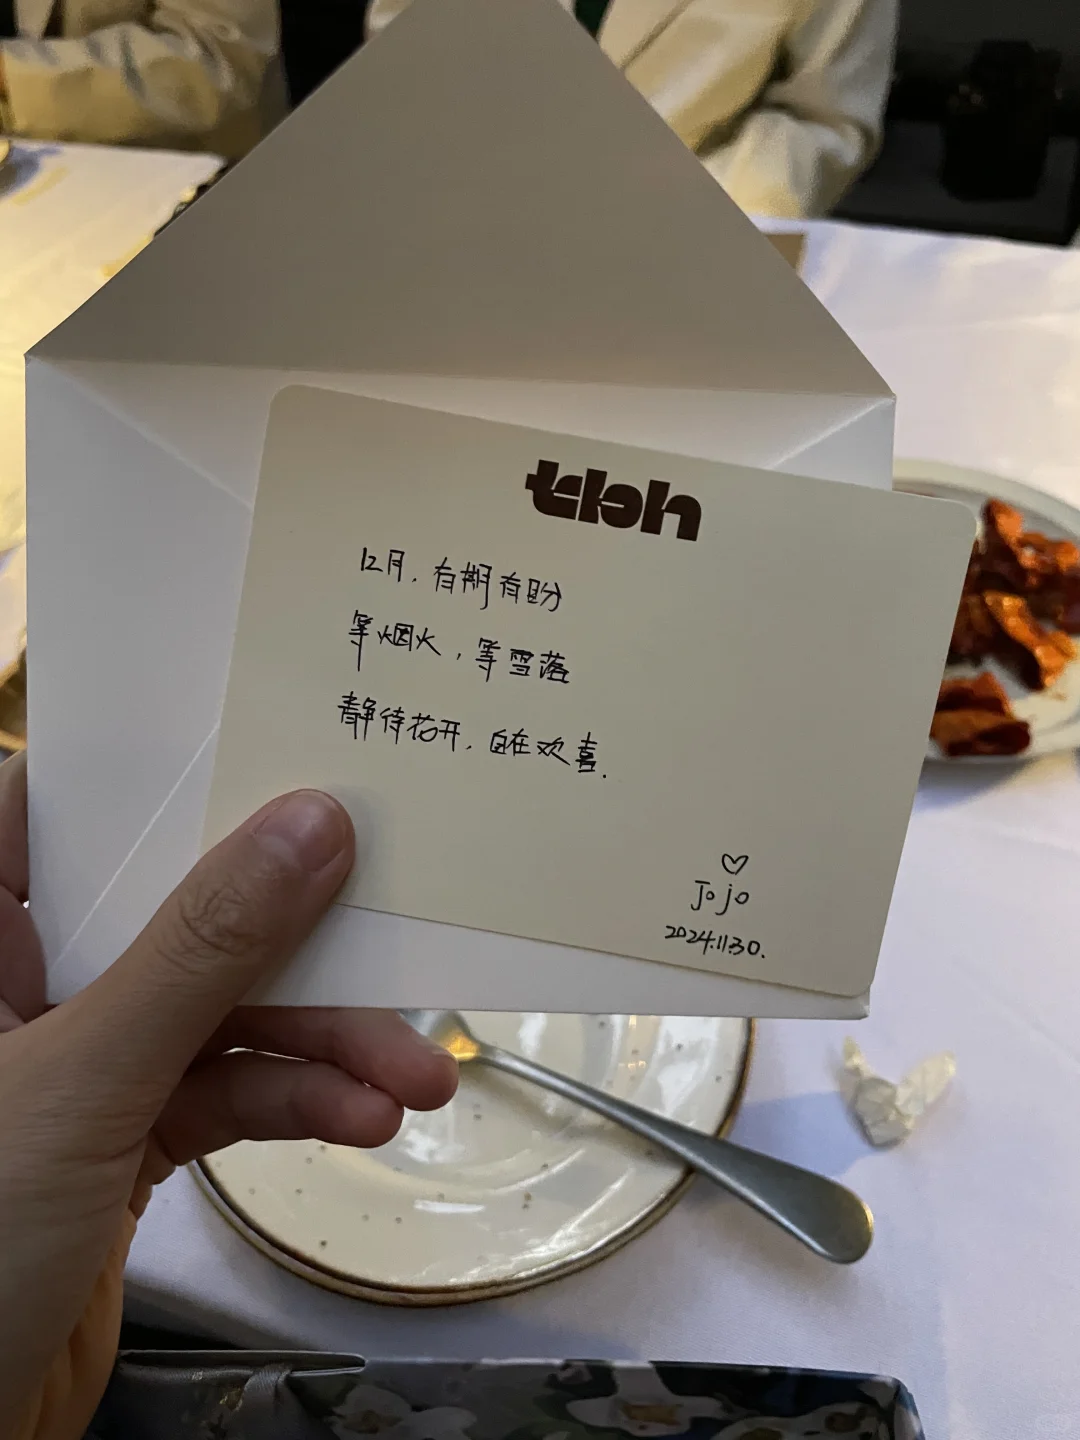 tbh
12月，有期有盼
等烟火，等雪落
静待花开，自在欢喜.
Jojo
2024.11.30.